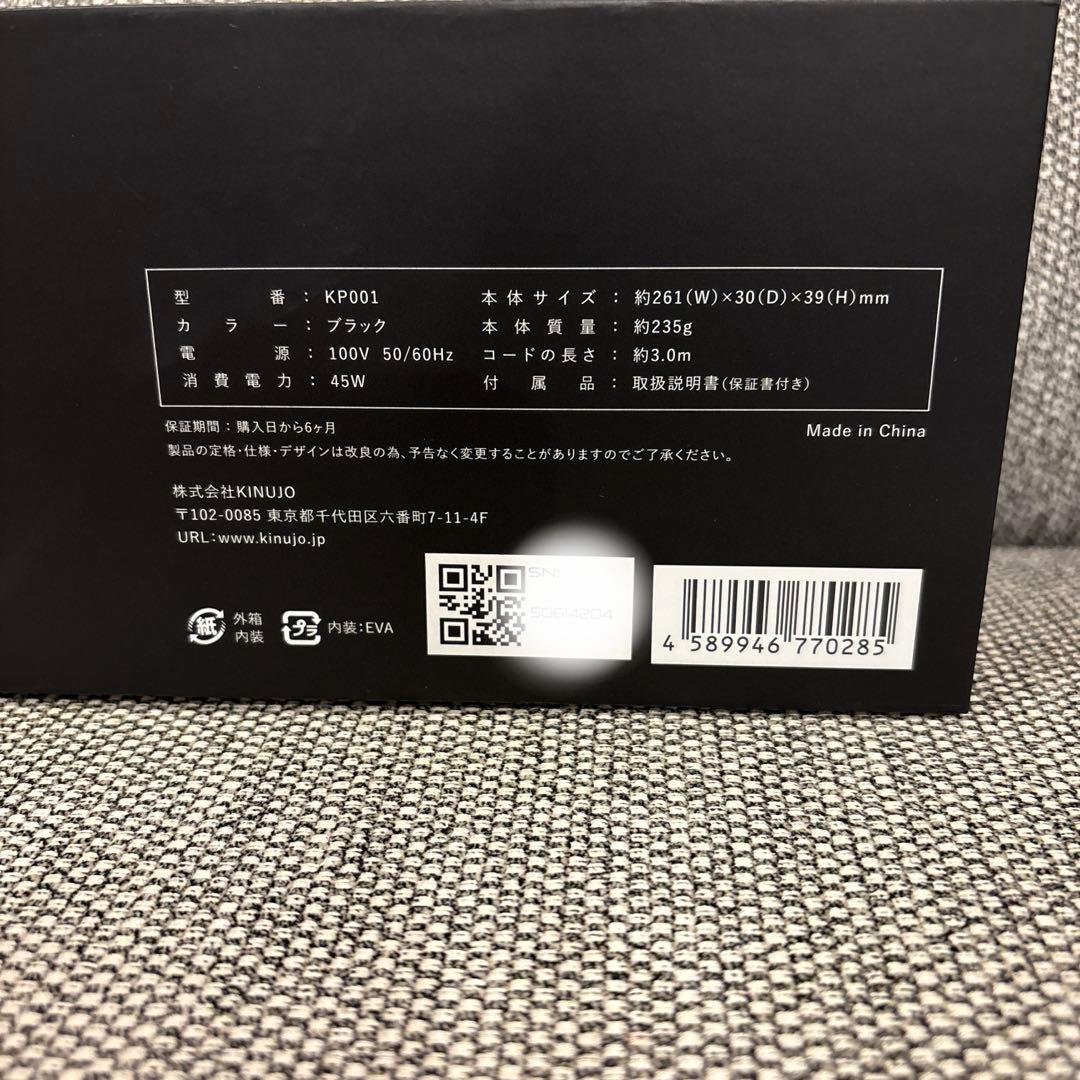 型番：KP001 本体サイズ：約261(W)×30(D)×39(H)mm
カラー：ブラック 本体質量：約235g
電源：100V 50/60Hz コードの長さ：約3.0m
消費電力：45W 付属品：取扱説明書(保証書付き)
保証期間：購入日から6ヶ月
Made in China
製品の定格・仕様・デザインは改良の為、予告なく変更することがありますのでご了承ください。
株式会社KINUJO
〒102-0085 東京都千代田区六番町7-11-4F
URL：www.kinujo.jp
紙 外箱 内装
プラ 内装：EVA
SN:
50614204
4 589946 770285